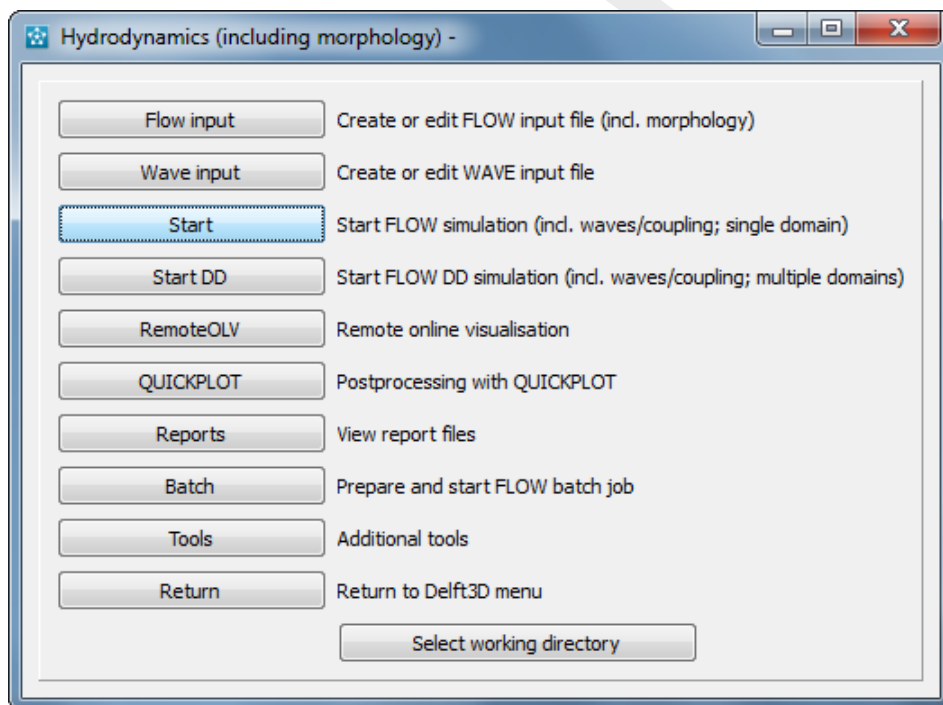 Hydrodynamics (including morphology) -
Flow input Create or edit FLOW input file (incl. morphology)
Wave input Create or edit WAVE input file
Start Start FLOW simulation (incl. waves/coupling; single domain)
Start DD Start FLOW DD simulation (incl. waves/coupling; multiple domains)
RemoteOLV Remote online visualisation
QUICKPLOT Postprocessing with QUICKPLOT
Reports View report files
Batch Prepare and start FLOW batch job
Tools Additional tools
Return Return to Delft3D menu
Select working directory